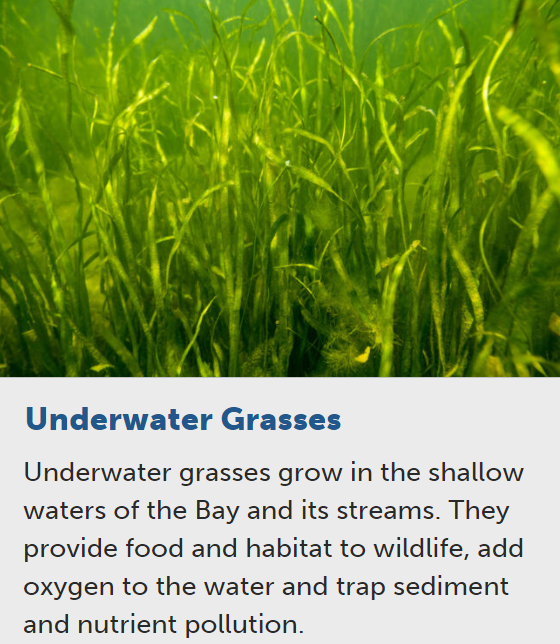 Underwater Grasses
Underwater grasses grow in the shallow
waters of the Bay and its streams. They
provide food and habitat to wildlife, add
oxygen to the water and trap sediment
and nutrient pollution.